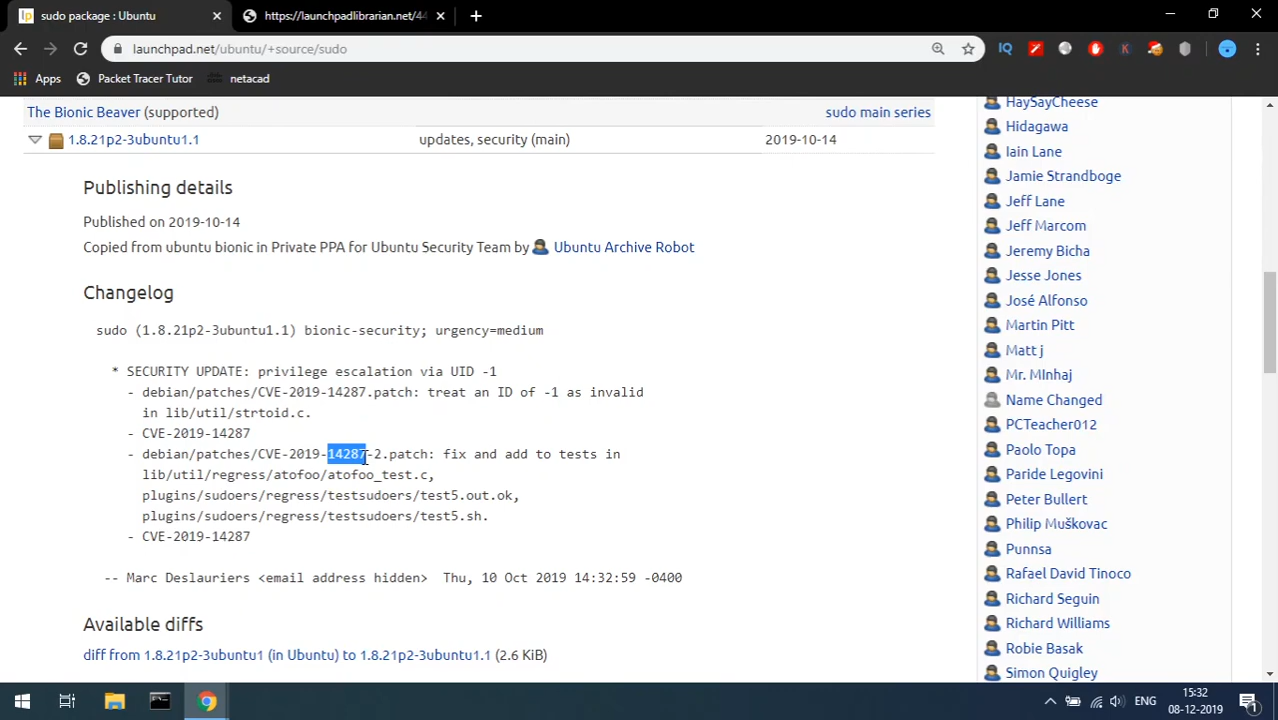 sudo package : Ubuntu
https://launchpadlibrarian.net/44
launchpad.net/ubuntu/+source/sudo
Apps
Packet Tracer Tutor
netacad
The Bionic Beaver (supported)
sudo main series
1.8.21p2-3ubuntu1.1
updates, security (main)
2019-10-14
Publishing details
Published on 2019-10-14
Copied from ubuntu bionic in Private PPA for Ubuntu Security Team by Ubuntu Archive Robot
Changelog
sudo (1.8.21p2-3ubuntu1.1) bionic-security; urgency=medium
* SECURITY UPDATE: privilege escalation via UID -1
- debian/patches/CVE-2019-14287.patch: treat an ID of -1 as invalid
in lib/util/strtoid.c.
- CVE-2019-14287
- debian/patches/CVE-2019-14287-2.patch: fix and add to tests in
lib/util/regress/atofoo/atofoo_test.c,
plugins/sudoers/regress/testsudoers/test5.out.ok,
plugins/sudoers/regress/testsudoers/test5.sh.
- CVE-2019-14287
-- Marc Deslauriers <email address hidden> Thu, 10 Oct 2019 14:32:59 -0400
Available diffs
diff from 1.8.21p2-3ubuntu1 (in Ubuntu) to 1.8.21p2-3ubuntu1.1 (2.6 KiB)
HaySayCheese
Hidagawa
Iain Lane
Jamie Strandboge
Jeff Lane
Jeff Marcom
Jeremy Bicha
Jesse Jones
José Alfonso
Martin Pitt
Matt j
Mr. MInhaj
Name Changed
PCTeacher012
Paolo Topa
Paride Legovini
Peter Bullert
Philip Muškovac
Punnsa
Rafael David Tinoco
Richard Seguin
Richard Williams
Robie Basak
Simon Quigley
ENG
15:32
08-12-2019